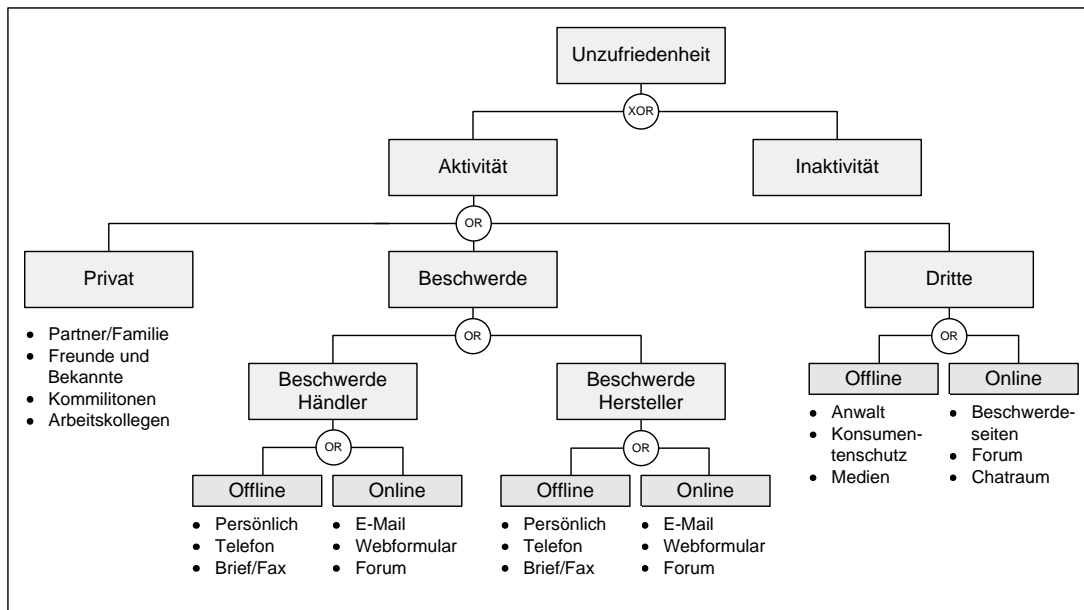 Unzufriedenheit
XOR
Aktivität
Inaktivität
OR
Privat
Beschwerde
Dritte
• Partner/Familie
• Freunde und
Bekannte
• Kommilitonen
• Arbeitskollegen
OR
OR
Beschwerde
Händler
Beschwerde
Hersteller
Offline
Online
• Anwalt
• Konsumen-
tenschutz
• Medien
• Beschwerde-
seiten
• Forum
• Chatraum
OR
OR
Offline
Online
Offline
Online
• Persönlich
• Telefon
• Brief/Fax
• E-Mail
• Webformular
• Forum
• Persönlich
• Telefon
• Brief/Fax
• E-Mail
• Webformular
• Forum